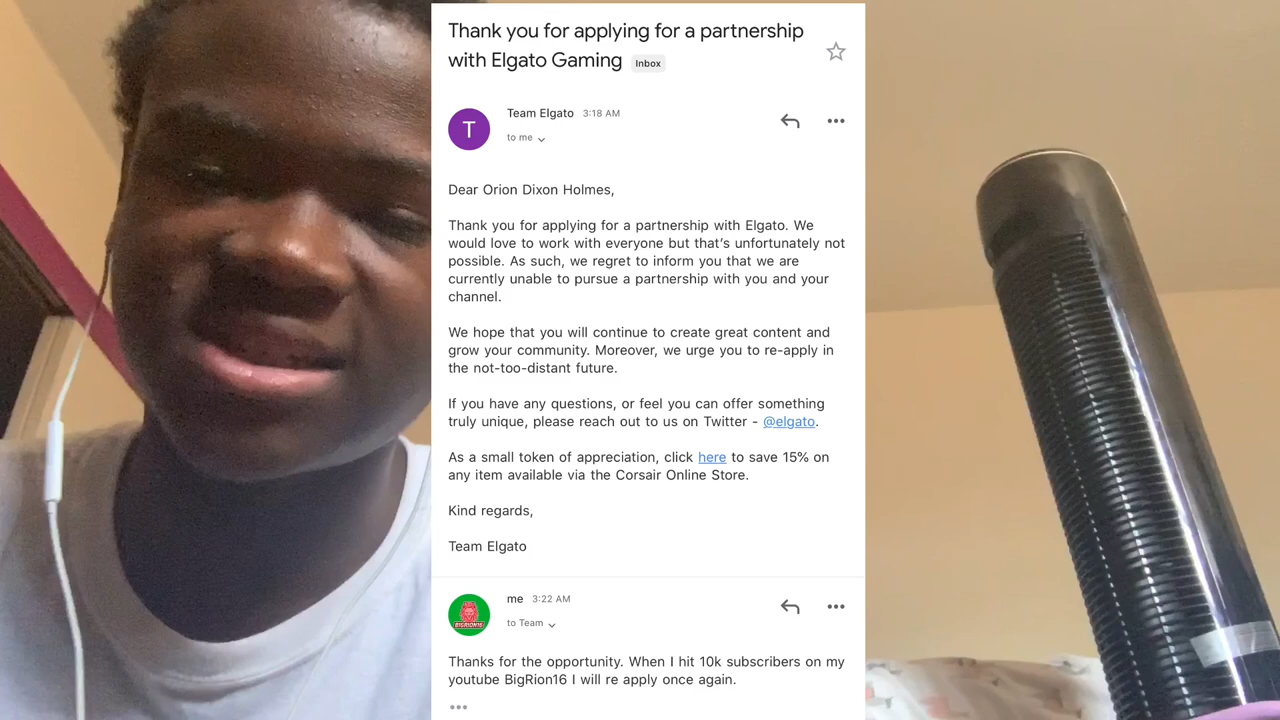 Thank you for applying for a partnership
with Elgato Gaming Inbox
T
Team Elgato 3:18 AM
to me
Dear Orion Dixon Holmes,
Thank you for applying for a partnership with Elgato. We
would love to work with everyone but that's unfortunately not
possible. As such, we regret to inform you that we are
currently unable to pursue a partnership with you and your
channel.
We hope that you will continue to create great content and
grow your community. Moreover, we urge you to re-apply in
the not-too-distant future.
If you have any questions, or feel you can offer something
truly unique, please reach out to us on Twitter - @elgato.
As a small token of appreciation, click here to save 15% on
any item available via the Corsair Online Store.
Kind regards,
Team Elgato
me 3:22 AM
to Team
BIGRION16
Thanks for the opportunity. When I hit 10k subscribers on my
youtube BigRion16 I will re apply once again.